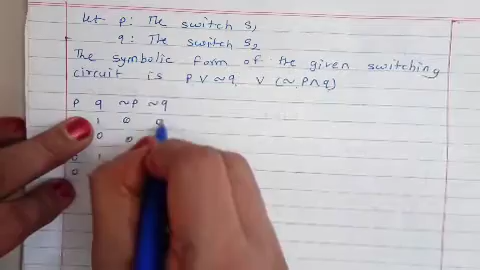 Let p: The switch S₁
q: The switch S₂
The symbolic form of the given switching
circuit is p ∨ ~q ∨ (~p ∧ q)
p q ~p ~q
1 0 0
0 0
0 1
0